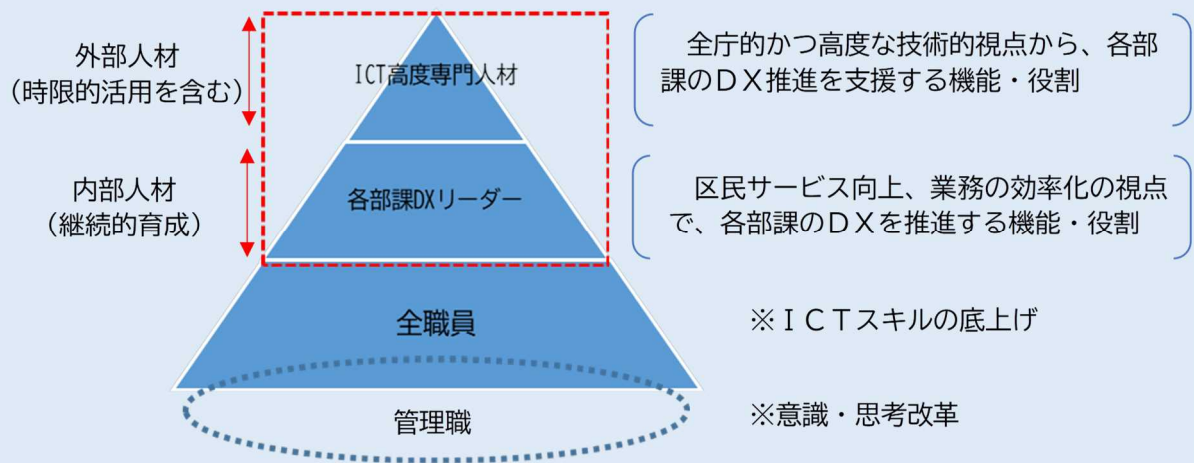 外部人材
（時限的活用を含む）
ICT高度専門人材
全庁的かつ高度な技術的視点から、各部
課のＤＸ推進を支援する機能・役割
内部人材
（継続的育成）
各部課DXリーダー
区民サービス向上、業務の効率化の視点
で、各部課のＤＸを推進する機能・役割
全職員
※ＩＣＴスキルの底上げ
管理職
※意識・思考改革